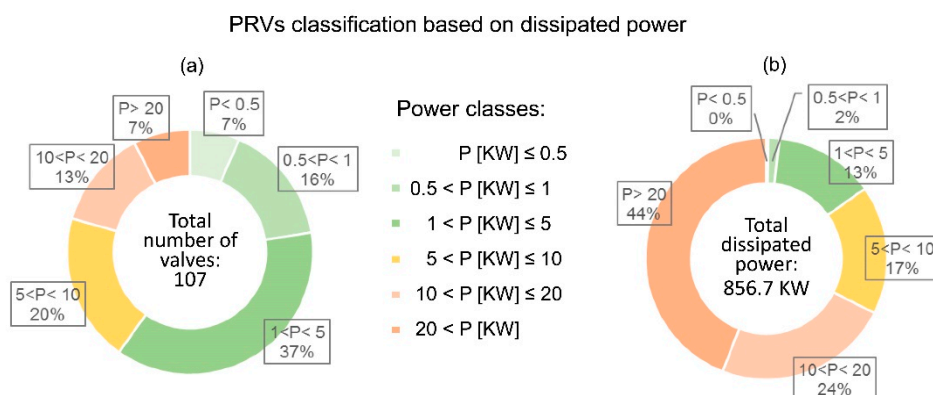 PRVs classification based on dissipated power
(a)
P> 20
7%
P< 0.5
7%
10<P< 20
13%
0.5<P< 1
16%
Total
number of
valves:
107
5<P< 10
20%
1<P< 5
37%
Power classes:
P [KW] ≤ 0.5
0.5 < P [KW] ≤ 1
1 < P [KW] ≤ 5
5 < P [KW] ≤ 10
10 < P [KW] ≤ 20
20 < P [KW]
(b)
P< 0.5
0%
0.5<P< 1
2%
1<P< 5
13%
P> 20
44%
Total
dissipated
power:
856.7 KW
5<P< 10
17%
10<P< 20
24%